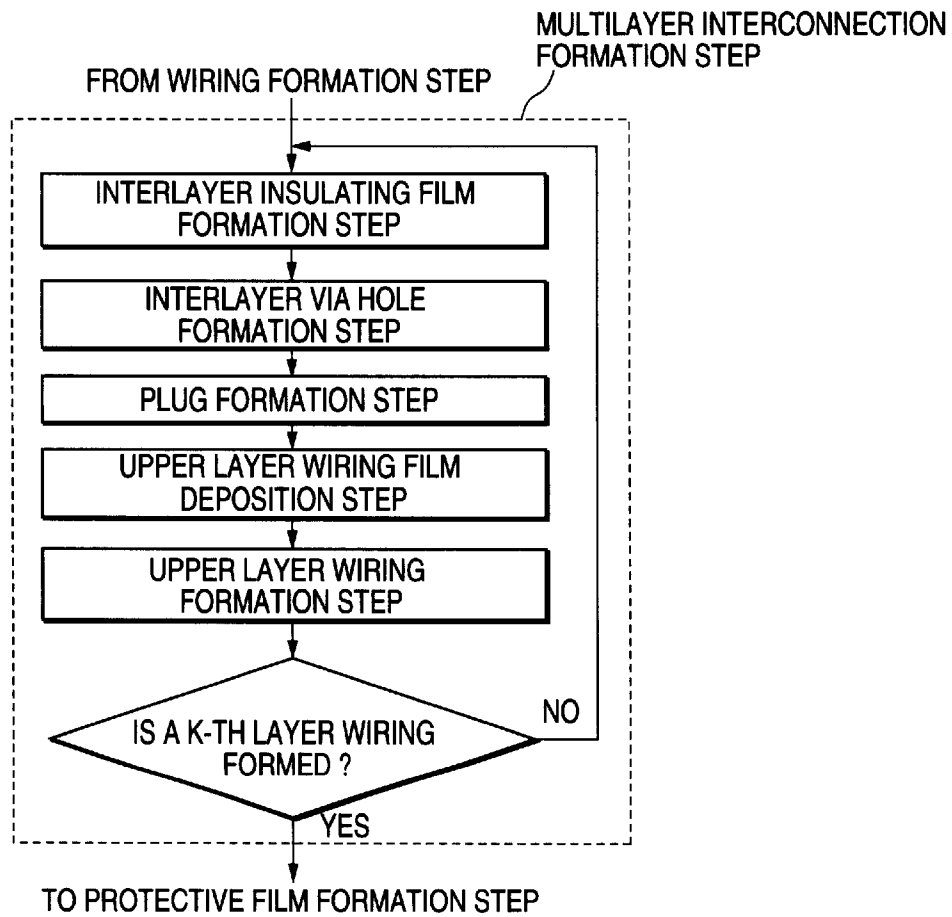 MULTILAYER INTERCONNECTION
FORMATION STEP
FROM WIRING FORMATION STEP
INTERLAYER INSULATING FILM
FORMATION STEP
INTERLAYER VIA HOLE
FORMATION STEP
PLUG FORMATION STEP
UPPER LAYER WIRING FILM
DEPOSITION STEP
UPPER LAYER WIRING
FORMATION STEP
IS A K-TH LAYER WIRING
FORMED ?
NO
YES
TO PROTECTIVE FILM FORMATION STEP